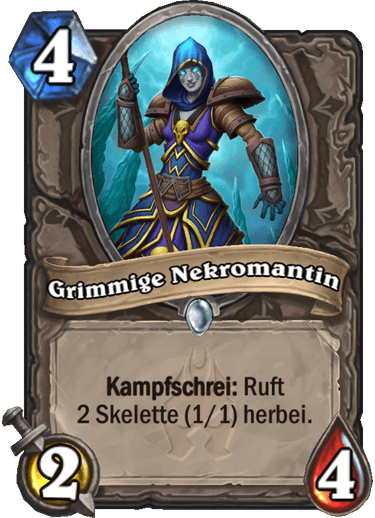 4
Grimmige Nekromantin
Kampfschrei: Ruft
2 Skelette (1/1) herbei.
2
4